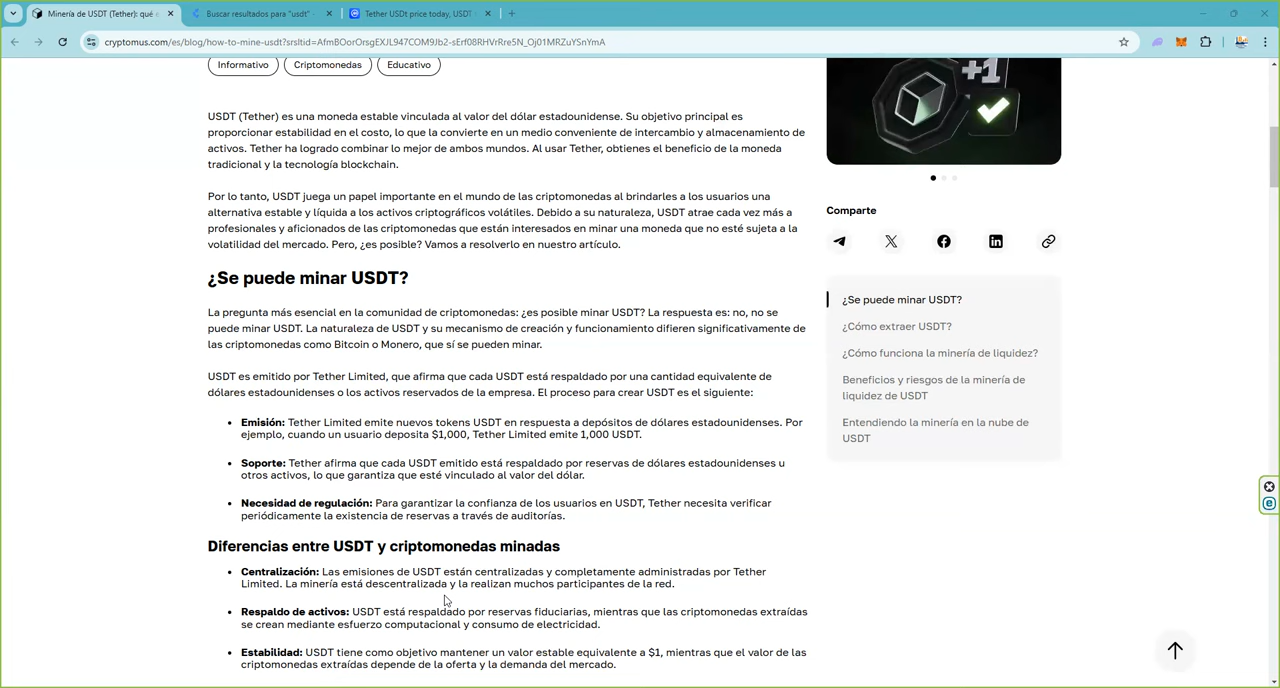 Minería de USDT (Tether): qué e
Buscar resultados para "usdt" -
Tether USDt price today, USDT
cryptomus.com/es/blog/how-to-mine-usdt?srsltid=AfmBOorOrsgEXJL947COM9Jb2-sErf08RHVrRre5N_Oj01MRZuYSnYmA
Informativo
Criptomonedas
Educativo
USDT (Tether) es una moneda estable vinculada al valor del dólar estadounidense. Su objetivo principal es
proporcionar estabilidad en el costo, lo que la convierte en un medio conveniente de intercambio y almacenamiento de
activos. Tether ha logrado combinar lo mejor de ambos mundos. Al usar Tether, obtienes el beneficio de la moneda
tradicional y la tecnología blockchain.
Por lo tanto, USDT juega un papel importante en el mundo de las criptomonedas al brindarles a los usuarios una
alternativa estable y líquida a los activos criptográficos volátiles. Debido a su naturaleza, USDT atrae cada vez más a
profesionales y aficionados de las criptomonedas que están interesados en minar una moneda que no esté sujeta a la
volatilidad del mercado. Pero, ¿es posible? Vamos a resolverlo en nuestro artículo.
¿Se puede minar USDT?
La pregunta más esencial en la comunidad de criptomonedas: ¿es posible minar USDT? La respuesta es: no, no se
puede minar USDT. La naturaleza de USDT y su mecanismo de creación y funcionamiento difieren significativamente de
las criptomonedas como Bitcoin o Monero, que sí se pueden minar.
USDT es emitido por Tether Limited, que afirma que cada USDT está respaldado por una cantidad equivalente de
dólares estadounidenses o los activos reservados de la empresa. El proceso para crear USDT es el siguiente:
• Emisión: Tether Limited emite nuevos tokens USDT en respuesta a depósitos de dólares estadounidenses. Por
ejemplo, cuando un usuario deposita $1,000, Tether Limited emite 1,000 USDT.
• Soporte: Tether afirma que cada USDT emitido está respaldado por reservas de dólares estadounidenses u
otros activos, lo que garantiza que esté vinculado al valor del dólar.
• Necesidad de regulación: Para garantizar la confianza de los usuarios en USDT, Tether necesita verificar
periódicamente la existencia de reservas a través de auditorías.
Diferencias entre USDT y criptomonedas minadas
• Centralización: Las emisiones de USDT están centralizadas y completamente administradas por Tether
Limited. La minería está descentralizada y la realizan muchos participantes de la red.
• Respaldo de activos: USDT está respaldado por reservas fiduciarias, mientras que las criptomonedas extraídas
se crean mediante esfuerzo computacional y consumo de electricidad.
• Estabilidad: USDT tiene como objetivo mantener un valor estable equivalente a $1, mientras que el valor de las
criptomonedas extraídas depende de la oferta y la demanda del mercado.
+1
Comparte
¿Se puede minar USDT?
¿Cómo extraer USDT?
¿Cómo funciona la minería de liquidez?
Beneficios y riesgos de la minería de
liquidez de USDT
Entendiendo la minería en la nube de
USDT